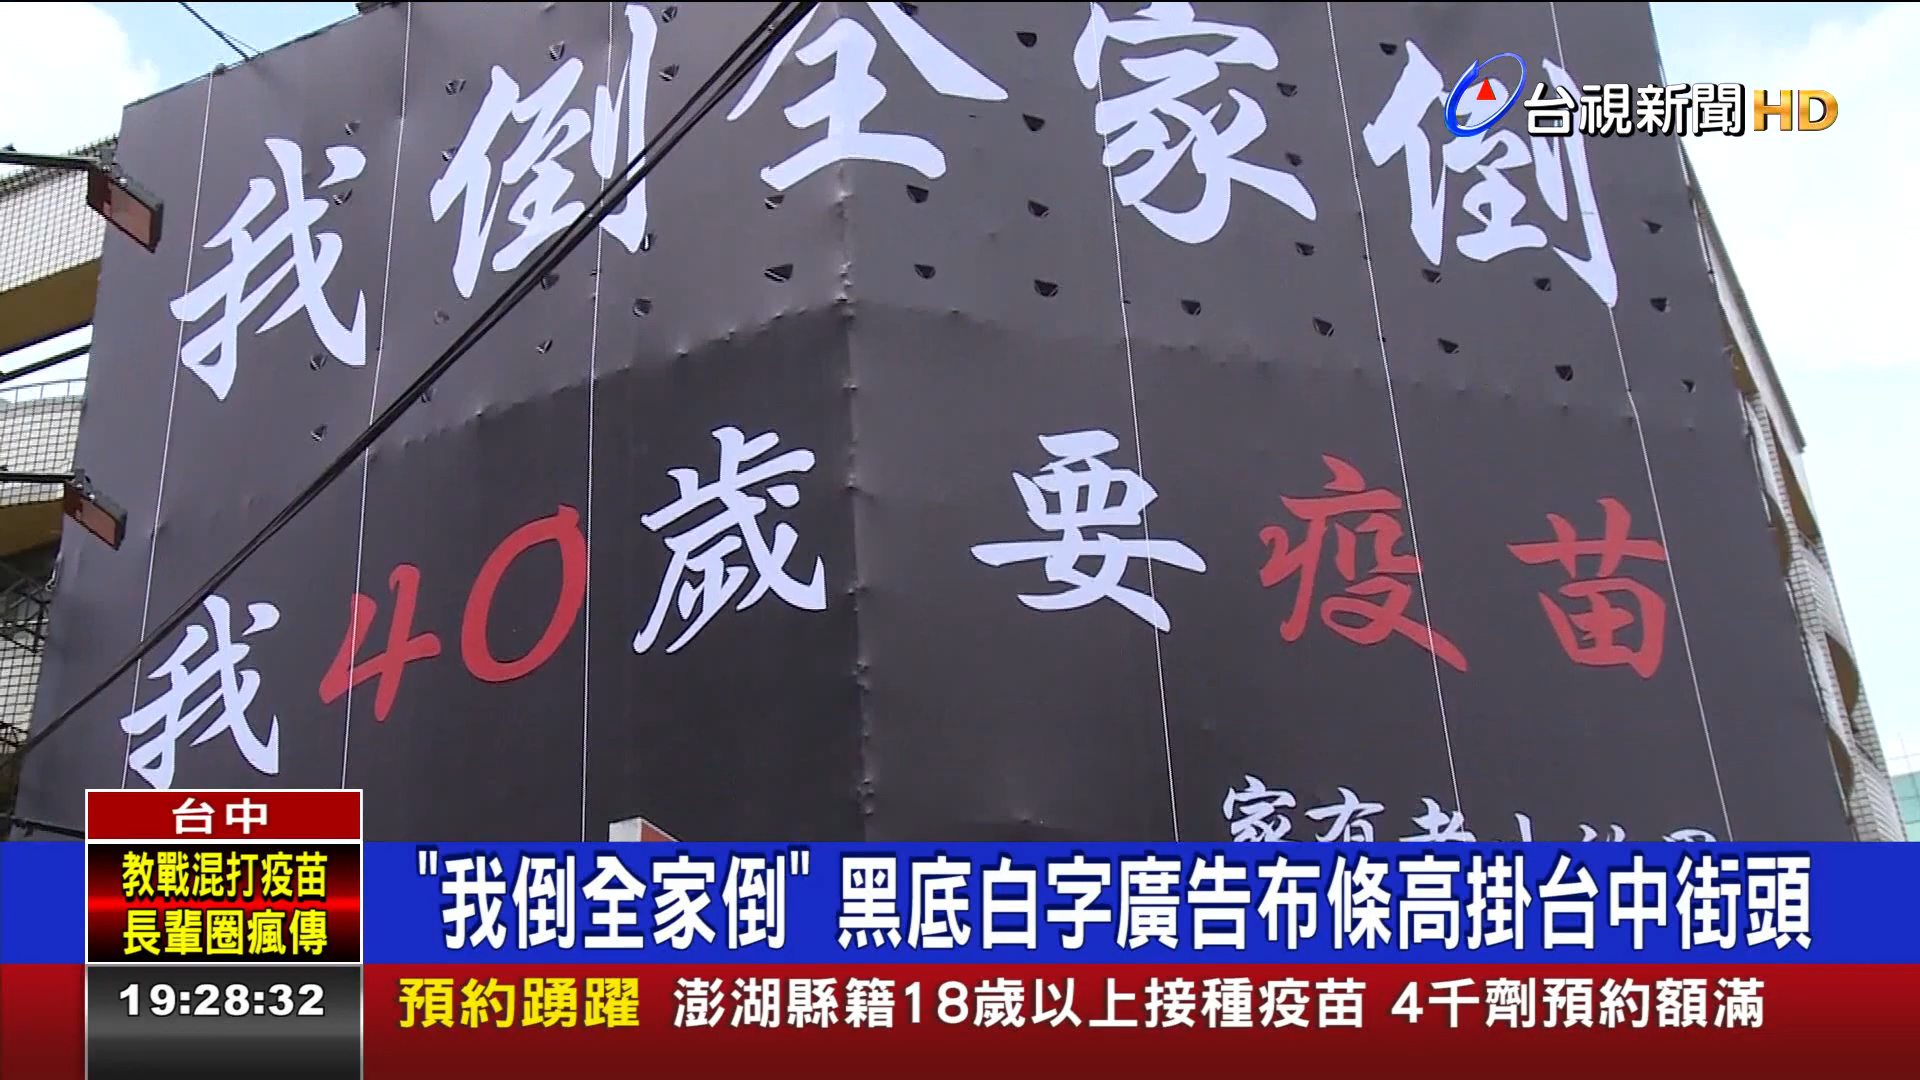 我倒全家倒
台視新聞HD
我40歲 要疫苗
家有老
台中
教戰混打疫苗
長輩圈瘋傳
"我倒全家倒" 黑底白字廣告布條高掛台中街頭
19:28:32
預約踴躍 澎湖縣籍18歲以上接種疫苗 4千劑預約額滿